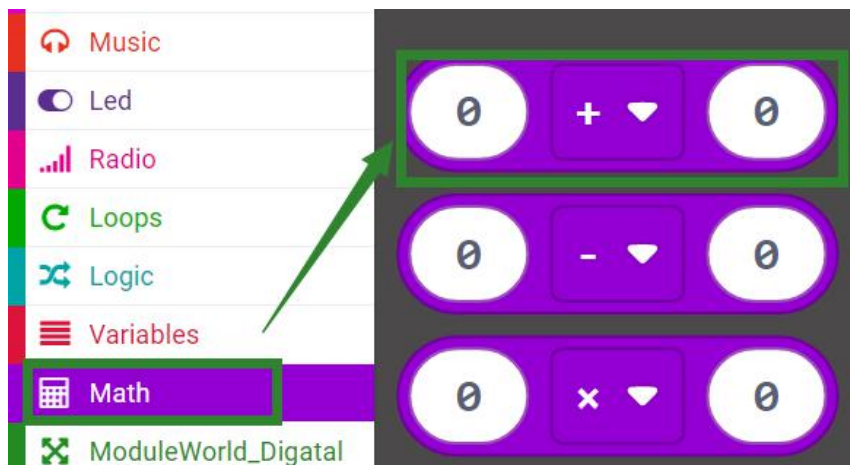 Music
Led
Radio
Loops
Logic
Variables
Math
ModuleWorld_Digatal
0 + 0
0 - 0
0 × 0